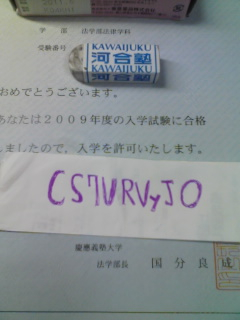 学部 法学部法律学科
受験番号
KAWAIJUKU
河合塾
KAWAIJUKU
おめでとうございます。
あなたは２００９年度の入学試験に合格
しましたので、入学を許可いたします。
CS7URVyJO
慶應義塾大学
法学部長 国分良成